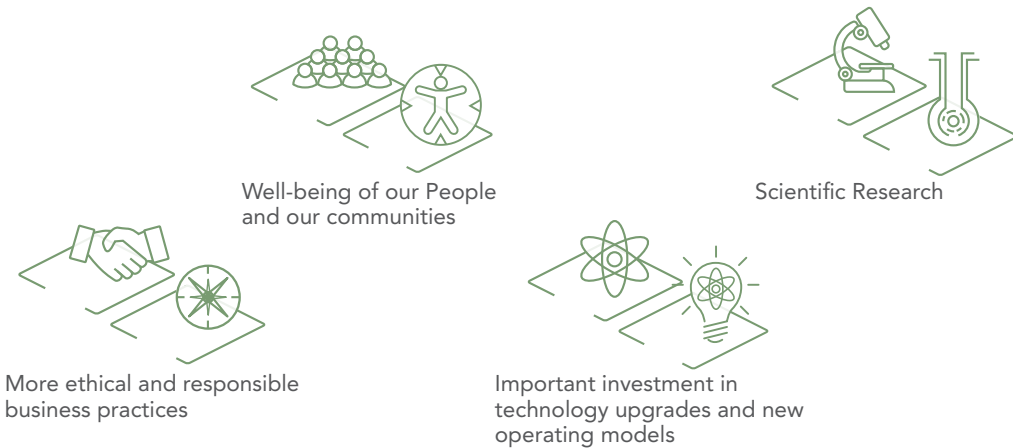 Well-being of our People
and our communities
Scientific Research
More ethical and responsible
business practices
Important investment in
technology upgrades and new
operating models